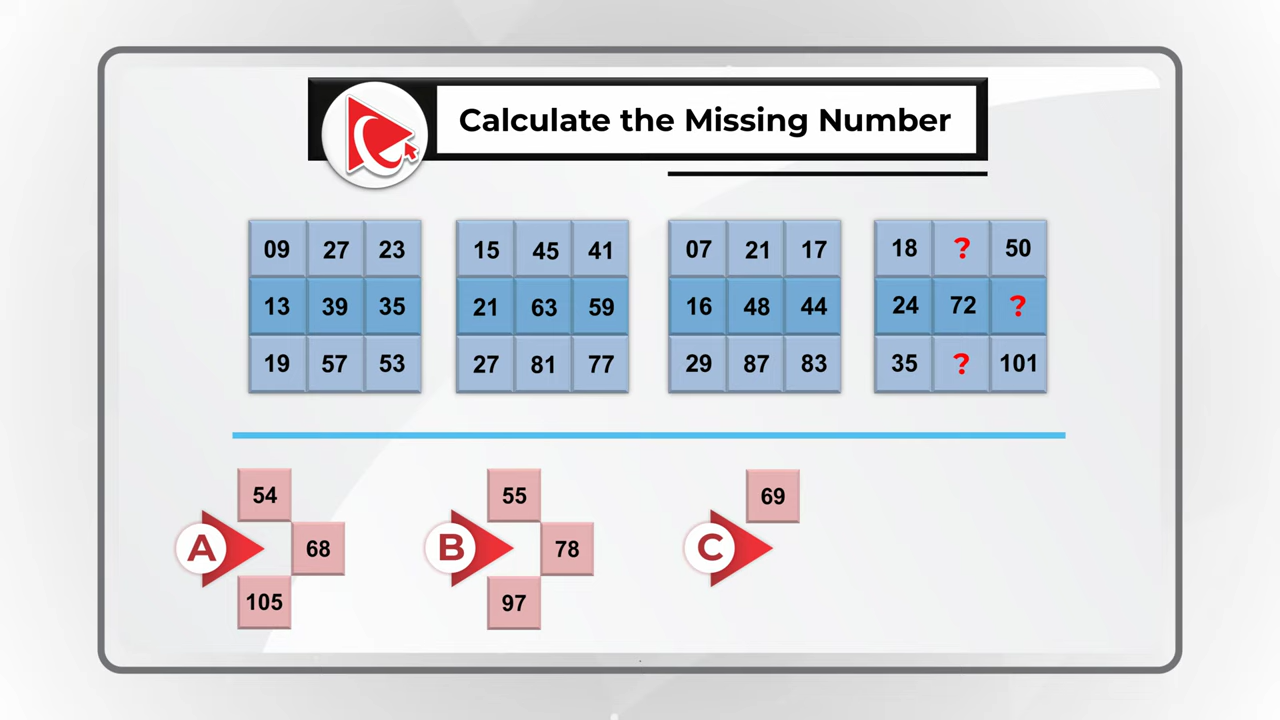 Calculate the Missing Number
09 27 23 15 45 41 07 21 17 18 ? 50
13 39 35 21 63 59 16 48 44 24 72 ?
19 57 53 27 81 77 29 87 83 35 ? 101
54 55 69
A 68 B 78 C
105 97